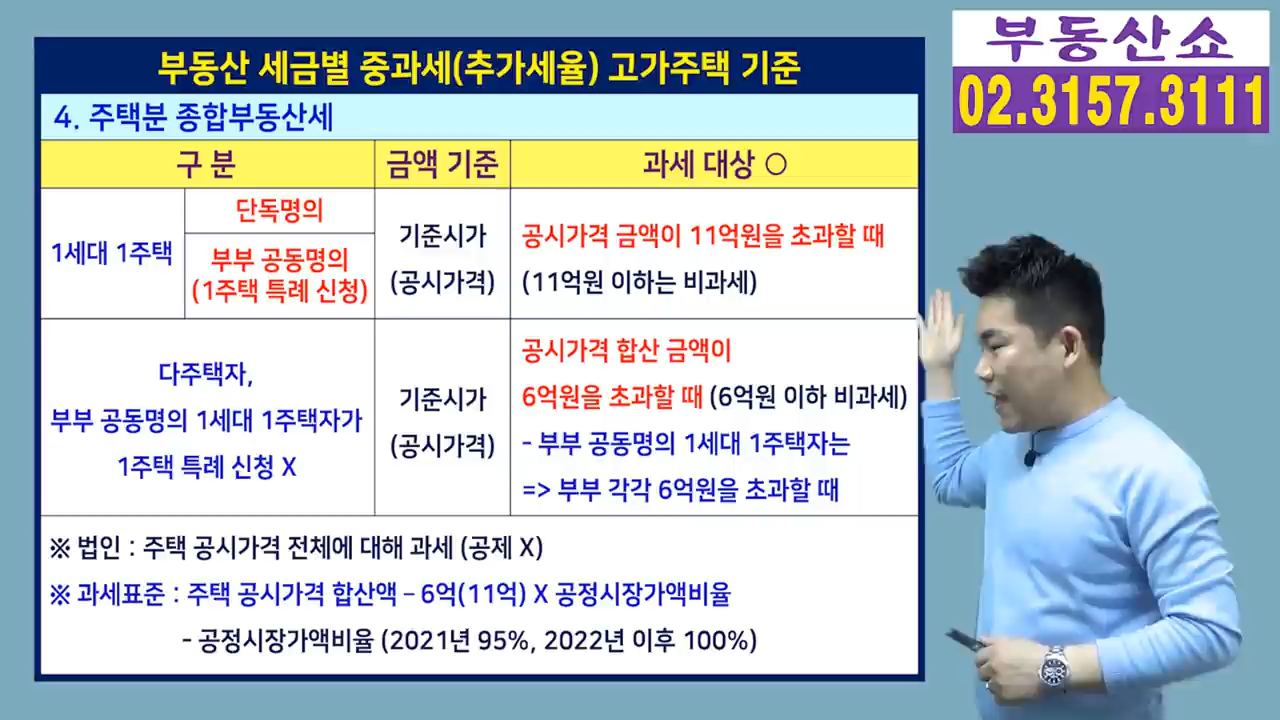 부동산 세금별 중과세(추가세율) 고가주택 기준
부동산쇼
02.3157.3111
4. 주택분 종합부동산세
구 분
금액 기준
과세 대상 ○
1세대 1주택
단독명의
부부 공동명의
(1주택 특례 신청)
기준시가
(공시가격)
공시가격 금액이 11억원을 초과할 때
(11억원 이하는 비과세)
다주택자,
부부 공동명의 1세대 1주택자가
1주택 특례 신청 X
기준시가
(공시가격)
공시가격 합산 금액이
6억원을 초과할 때 (6억원 이하 비과세)
- 부부 공동명의 1세대 1주택자는
=> 부부 각각 6억원을 초과할 때
※ 법인 : 주택 공시가격 전체에 대해 과세 (공제 X)
※ 과세표준 : 주택 공시가격 합산액 – 6억(11억) X 공정시장가액비율
- 공정시장가액비율 (2021년 95%, 2022년 이후 100%)